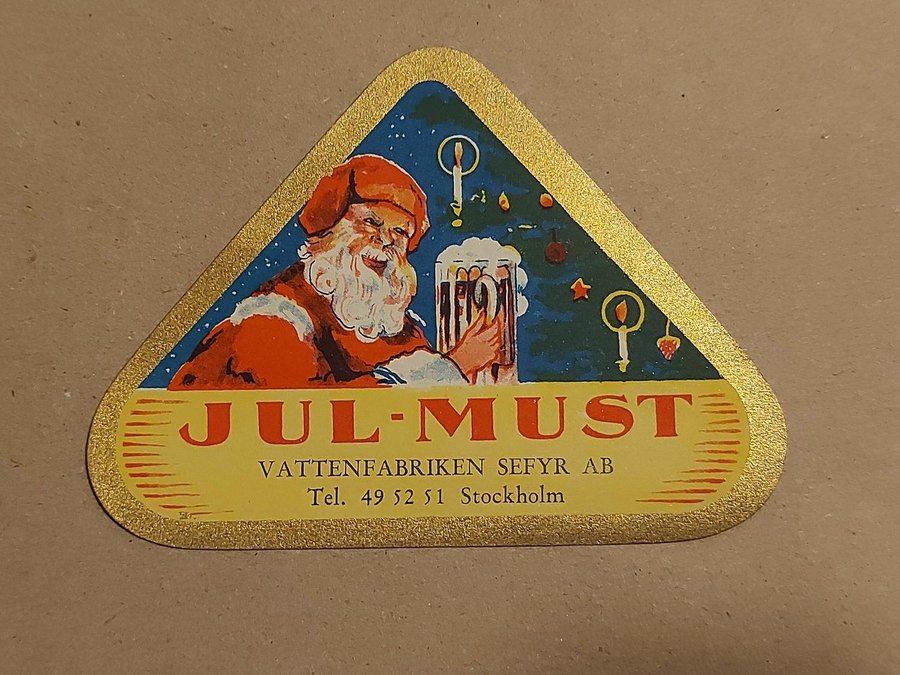 JUL-MUST
VATTENFABRIKEN SEFYR AB
Tel. 49 52 51 Stockholm